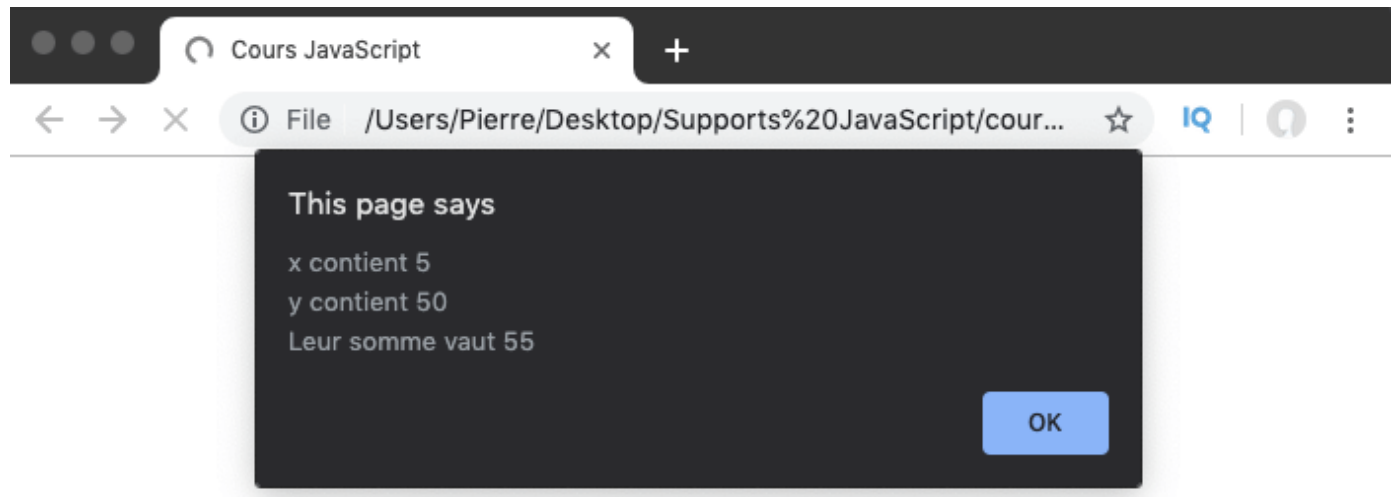 Cours JavaScript
File /Users/Pierre/Desktop/Supports%20JavaScript/cour... IQ
This page says
x contient 5
y contient 50
Leur somme vaut 55
OK